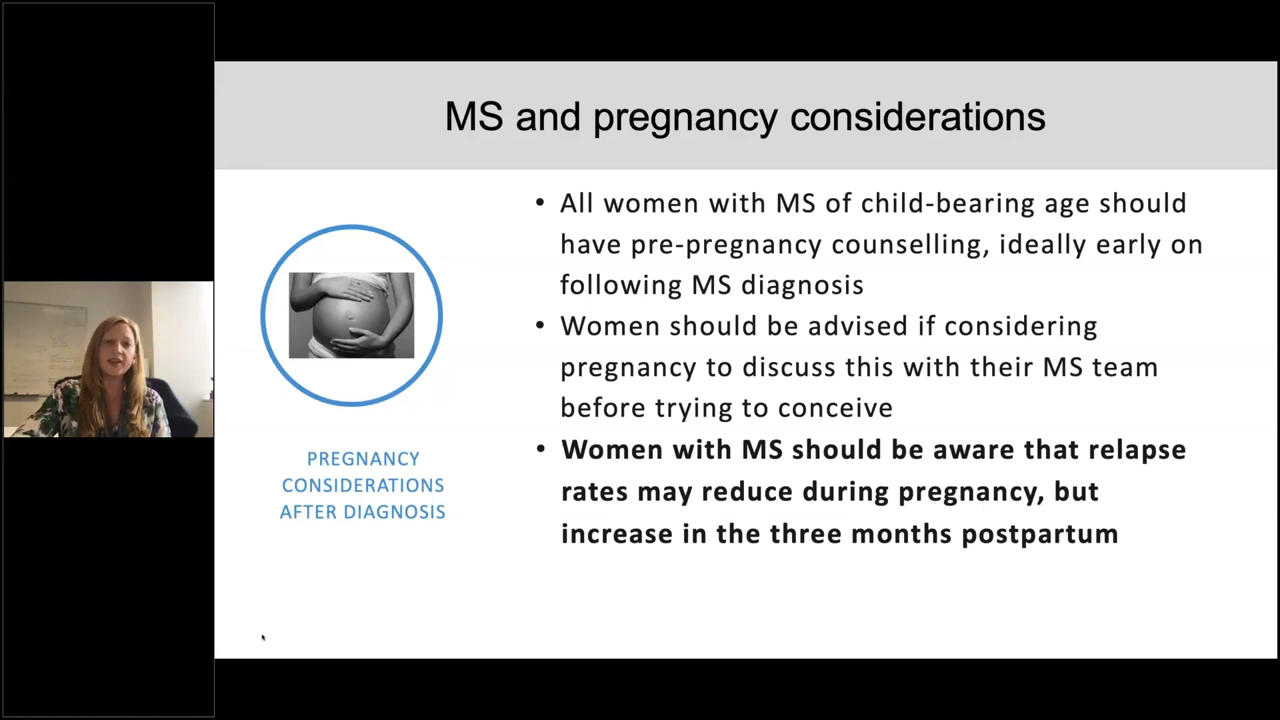 MS and pregnancy considerations
• All women with MS of child-bearing age should
have pre-pregnancy counselling, ideally early on
following MS diagnosis
• Women should be advised if considering
pregnancy to discuss this with their MS team
before trying to conceive
• Women with MS should be aware that relapse
rates may reduce during pregnancy, but
increase in the three months postpartum
PREGNANCY
CONSIDERATIONS
AFTER DIAGNOSIS